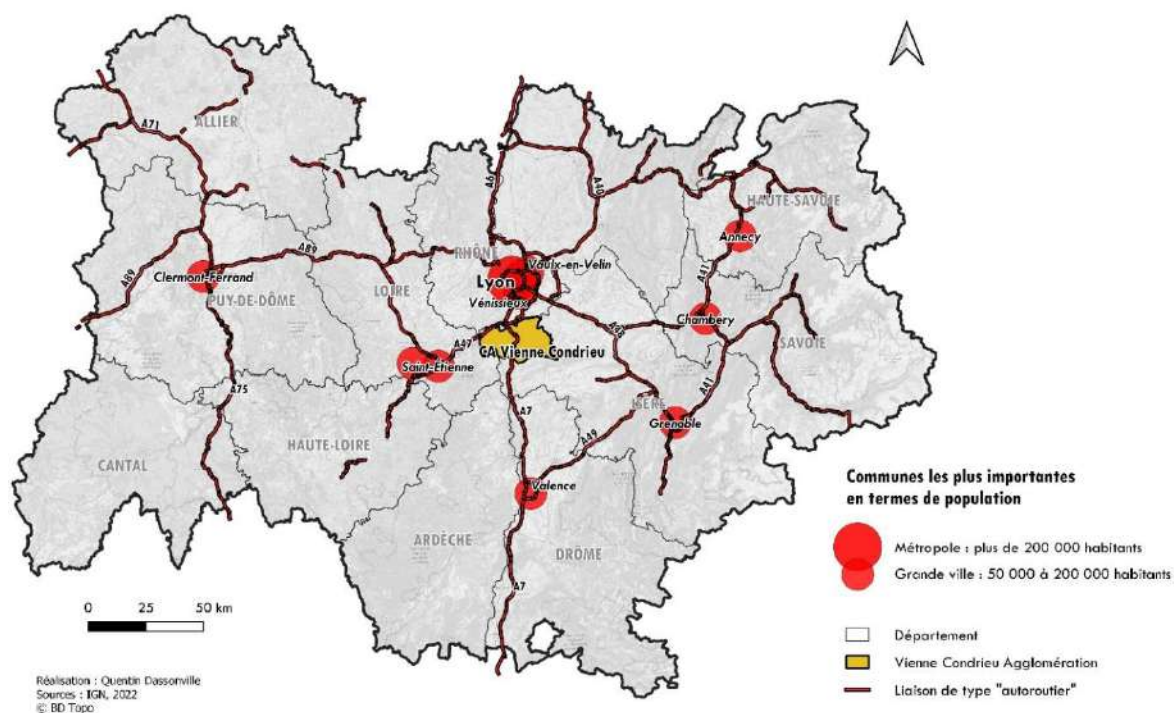 ALLIER
A71
A6
A40
HAUTE-SAVOIE
Annecy
A89
RHÔNE
Vaulx-en-Velin
Clermont-Ferrand
A89
Lyon
A41
PUY-DE-DÔME
LOIRE
Vénissieux
Chambéry
A48
SAVOIE
A47
CA Vienne Condrieu
Saint-Étienne
A75
A41
ISÈRE
A7
Grenoble
A49
HAUTE-LOIRE
CANTAL
Valence
ARDÈCHE
DRÔME
A7
0 25 50 km
Réalisation : Quentin Dassonville
Sources : IGN, 2022
© BD Topo
Communes les plus importantes
en termes de population
Métropole : plus de 200 000 habitants
Grande ville : 50 000 à 200 000 habitants
Département
Vienne Condrieu Agglomération
Liaison de type "autoroutier"